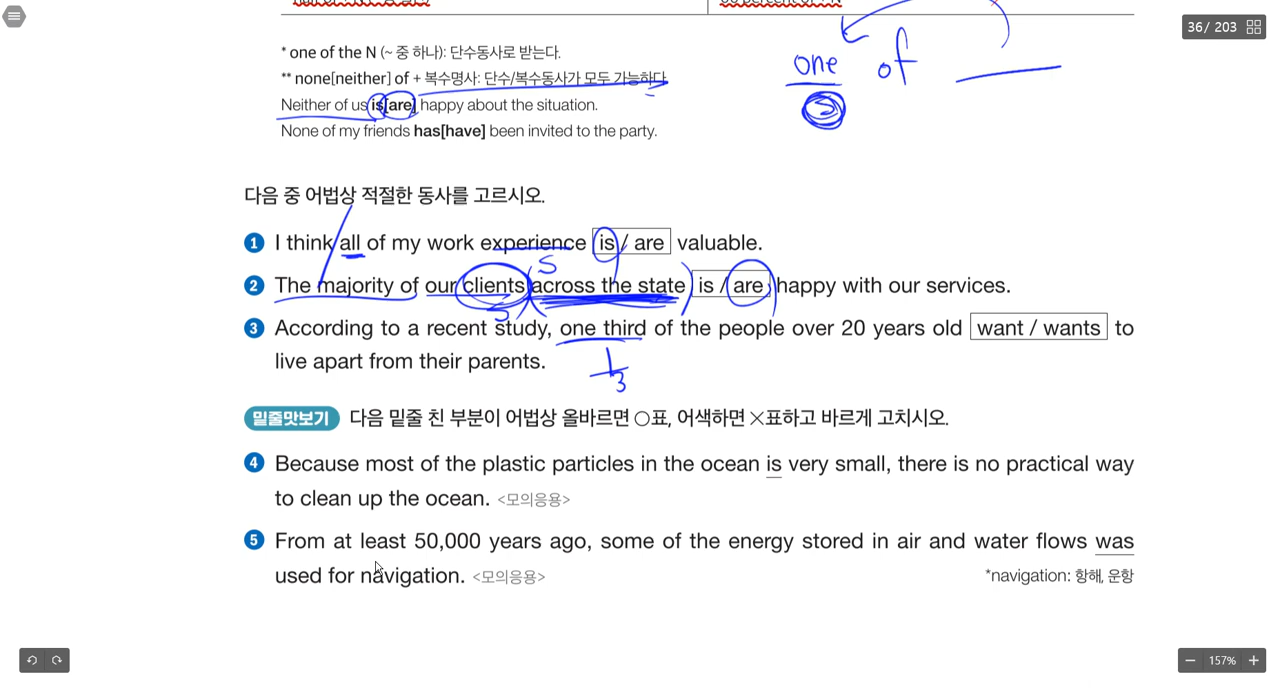 36 / 203
* one of the N (~ 중 하나): 단수동사로 받는다.
** none[neither] of + 복수명사: 단수/복수동사가 모두 가능하다.
Neither of us is[are] happy about the situation.
None of my friends has[have] been invited to the party.
one of
S
다음 중 어법상 적절한 동사를 고르시오.
1 I think all of my work experience is / are valuable.
S
2 The majority of our clients across the state is / are happy with our services.
S
3 According to a recent study, one third of the people over 20 years old want / wants to
live apart from their parents.
1/3
밑줄맛보기 다음 밑줄 친 부분이 어법상 올바르면 ○표, 어색하면 ×표하고 바르게 고치시오.
4 Because most of the plastic particles in the ocean is very small, there is no practical way
to clean up the ocean. <모의응용>
5 From at least 50,000 years ago, some of the energy stored in air and water flows was
used for navigation. <모의응용>
*navigation: 항해, 운항
157%